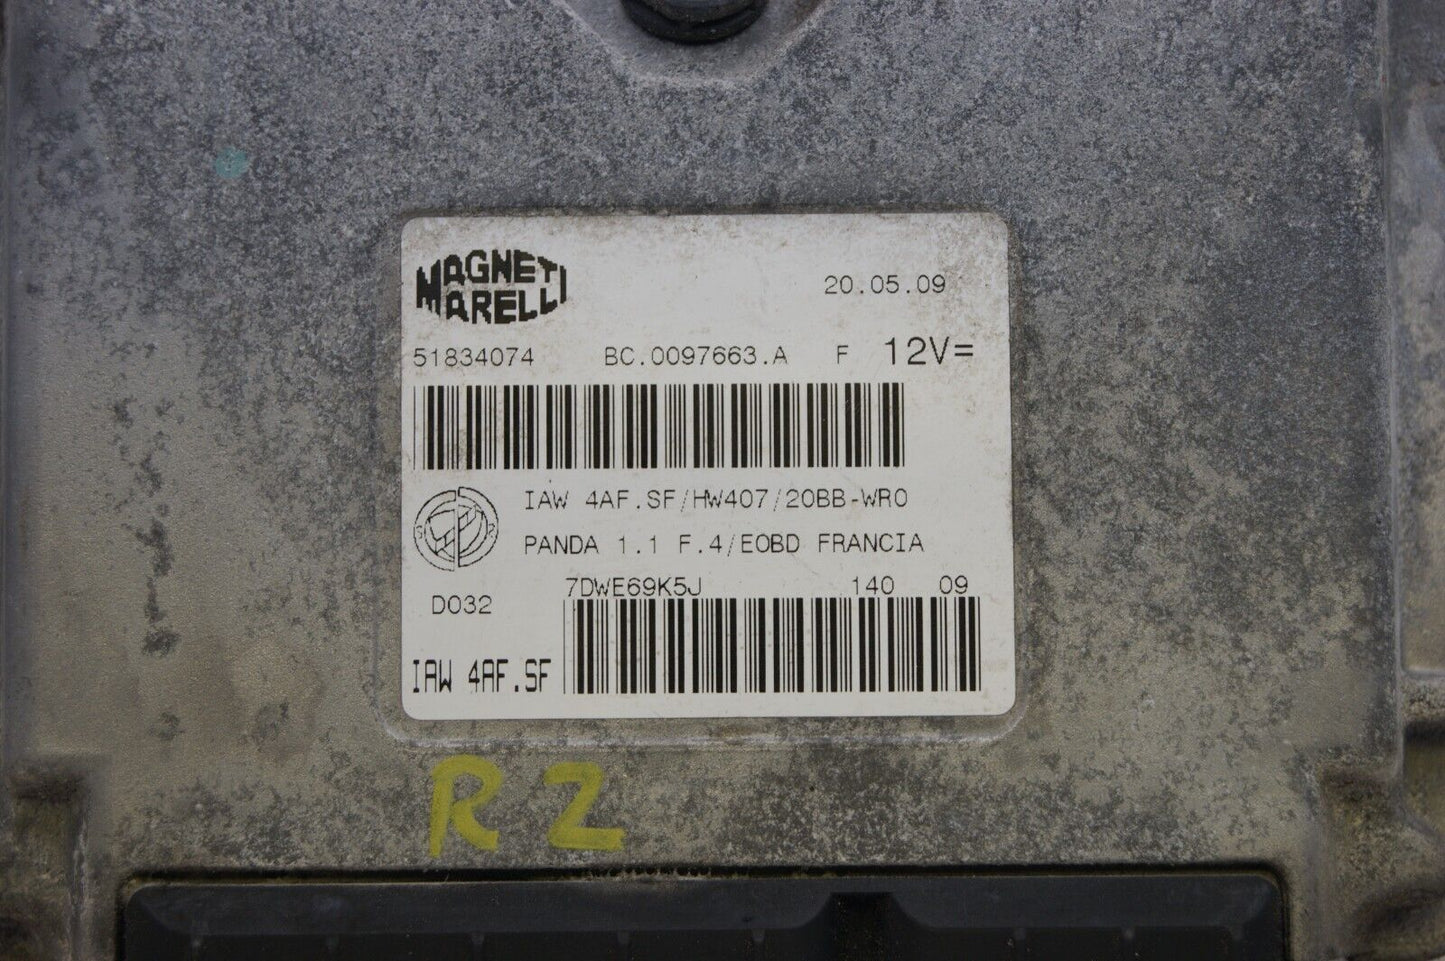 MAGNETI
MARELLI
20.05.09
51834074 BC.0097663.A F 12V=
IAW 4AF.SF/HW407/20BB-WR0
PANDA 1.1 F.4/EOBD FRANCIA
7DWE69K5J 140 09
D032
IAW 4AF.SF
R2